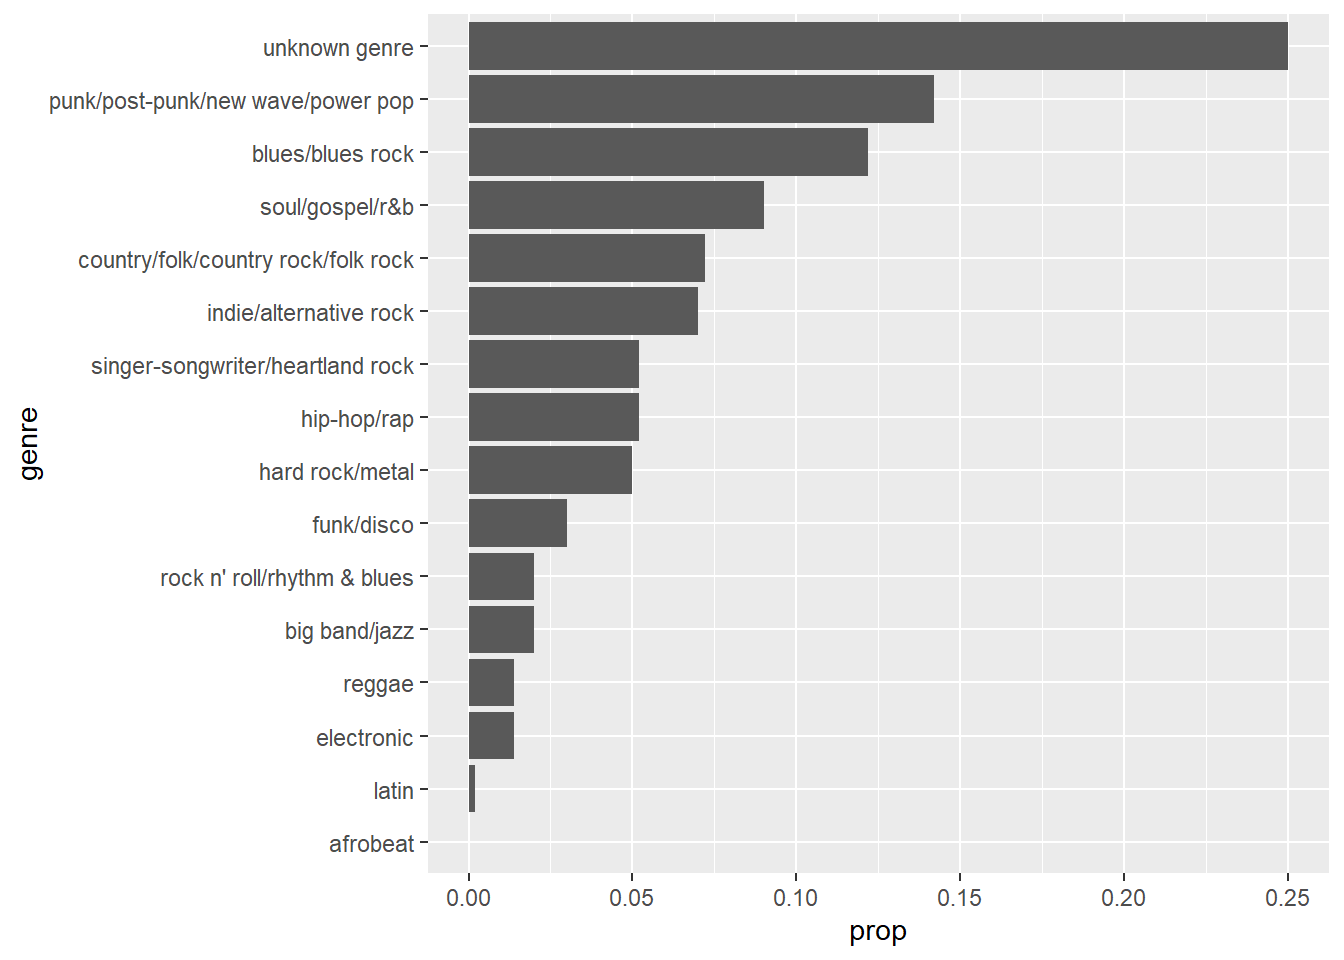 genre
unknown genre
punk/post-punk/new wave/power pop
blues/blues rock
soul/gospel/r&b
country/folk/country rock/folk rock
indie/alternative rock
singer-songwriter/heartland rock
hip-hop/rap
hard rock/metal
funk/disco
rock n' roll/rhythm & blues
big band/jazz
reggae
electronic
latin
afrobeat
0.00 0.05 0.10 0.15 0.20 0.25
prop